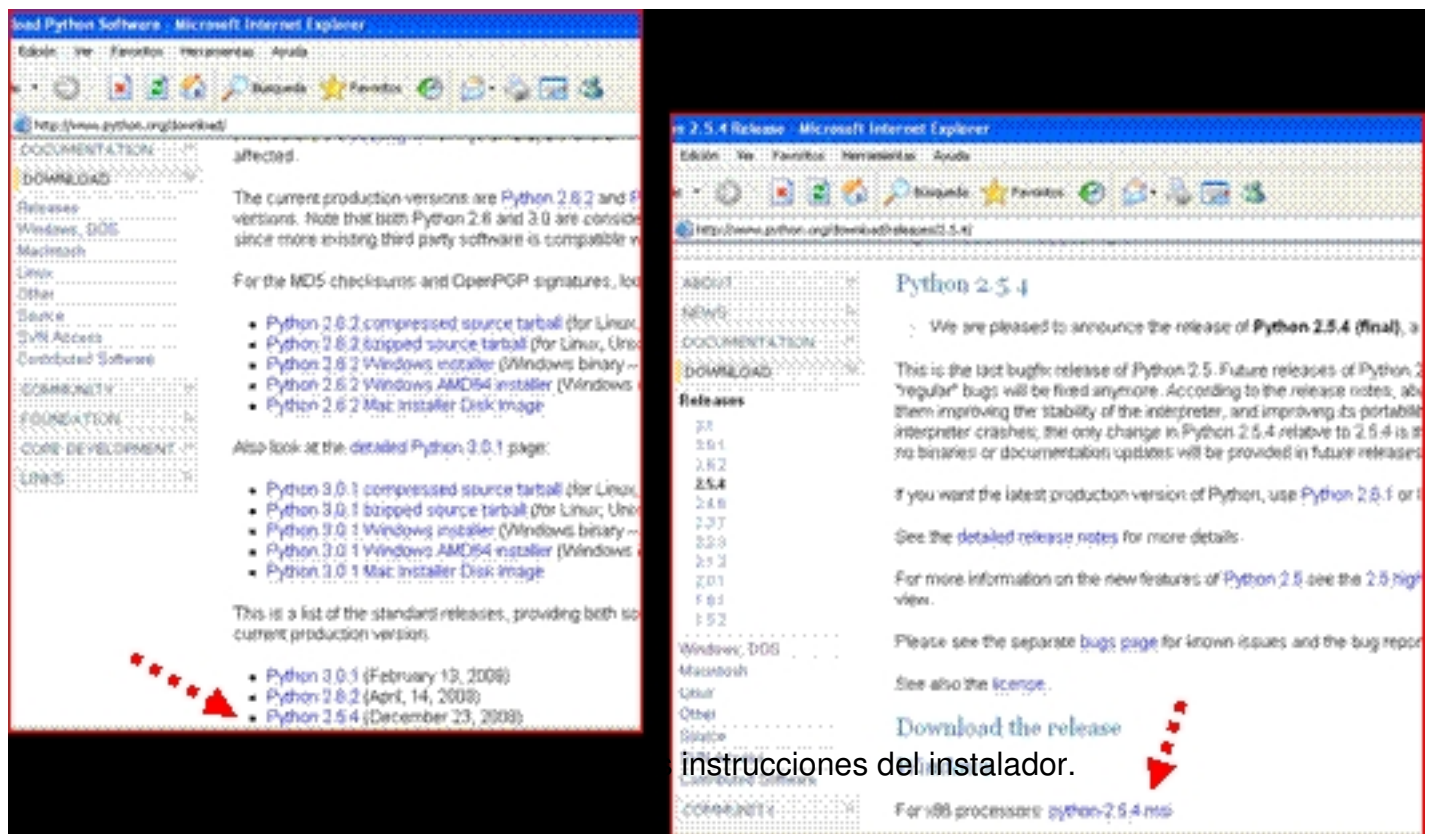 load Python Software - Microsoft Internet Explorer
Edición Ver Favoritos Herramientas Ayuda
Búsqueda Favoritos
http://www.python.org/download/
DOCUMENTATION
DOWNLOAD
Releases
Windows, DOS
Macintosh
Linux
Other
Source
SVN Access
Contributed Software
COMMUNITY
FOUNDATION
CORE DEVELOPMENT
LINKS
affected.
The current production versions are Python 2.6.2 and P
versions. Note that both Python 2.6 and 3.0 are conside
since more existing third party software is compatible w
For the MD5 checksums and OpenPGP signatures, loo
Python 2.6.2 compressed source tarball (for Linux,
Python 2.6.2 bzipped source tarball (for Linux, Unix
Python 2.6.2 Windows installer (Windows binary --
Python 2.6.2 Windows AMD64 installer (Windows
Python 2.6.2 Mac Installer Disk Image
Also look at the detailed Python 3.0.1 page:
Python 3.0.1 compressed source tarball (for Linux,
Python 3.0.1 bzipped source tarball (for Linux, Unix
Python 3.0.1 Windows installer (Windows binary --
Python 3.0.1 Windows AMD64 installer (Windows
Python 3.0.1 Mac Installer Disk Image
This is a list of the standard releases, providing both so
current production version.
Python 3.0.1 (February 13, 2009)
Python 2.6.2 (April, 14, 2009)
Python 2.5.4 (December 23, 2008)
n 2.5.4 Release - Microsoft Internet Explorer
Edición Ver Favoritos Herramientas Ayuda
Búsqueda Favoritos
http://www.python.org/download/releases/2.5.4/
ABOUT
NEWS
DOCUMENTATION
DOWNLOAD
Releases
3.0.1
2.6.2
2.5.4
Windows, DOS
Macintosh
Linux
Other
Source
Contributed Software
COMMUNITY
Python 2.5.4
We are pleased to announce the release of Python 2.5.4 (final), a
This is the last bugfix release of Python 2.5. Future releases of Python 2
"regular" bugs will be fixed anymore. According to the release notes, abo
them improving the stability of the interpreter, and improving its portabilit
interpreter crashes; the only change in Python 2.5.4 relative to 2.5.4 is th
no binaries or documentation updates will be provided in future releases
If you want the latest production version of Python, use Python 2.6.1 or
See the detailed release notes for more details.
For more information on the new features of Python 2.5 see the 2.5 high
view.
Please see the separate bugs page for known issues and the bug repor
See also the license.
Download the release
instrucciones del instalador.
For x86 processors: python-2.5.4.msi